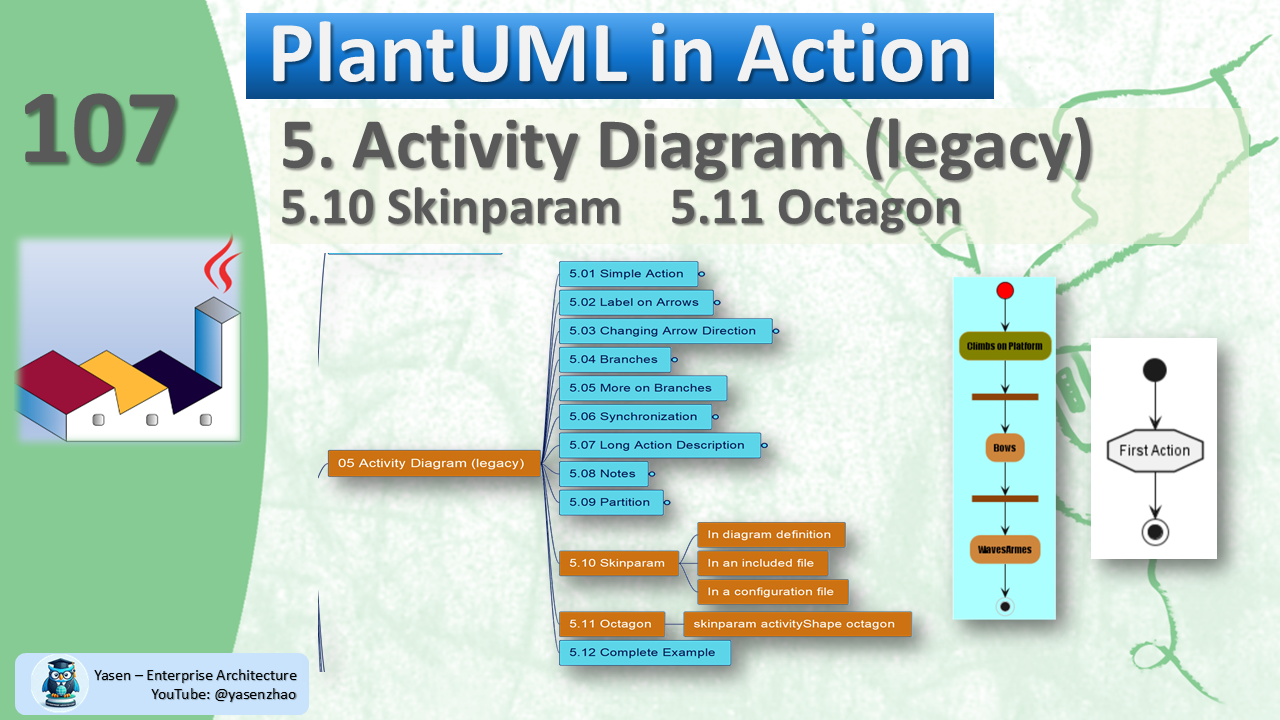 PlantUML in Action
107
5. Activity Diagram (legacy)
5.10 Skinparam 5.11 Octagon
05 Activity Diagram (legacy)
5.01 Simple Action
5.02 Label on Arrows
5.03 Changing Arrow Direction
5.04 Branches
5.05 More on Branches
5.06 Synchronization
5.07 Long Action Description
5.08 Notes
5.09 Partition
5.10 Skinparam
In diagram definition
In an included file
In a configuration file
5.11 Octagon
skinparam activityShape octagon
5.12 Complete Example
Climbs on Platform
Bows
WavesArmes
First Action
Yasen – Enterprise Architecture
YouTube: @yasenzhao